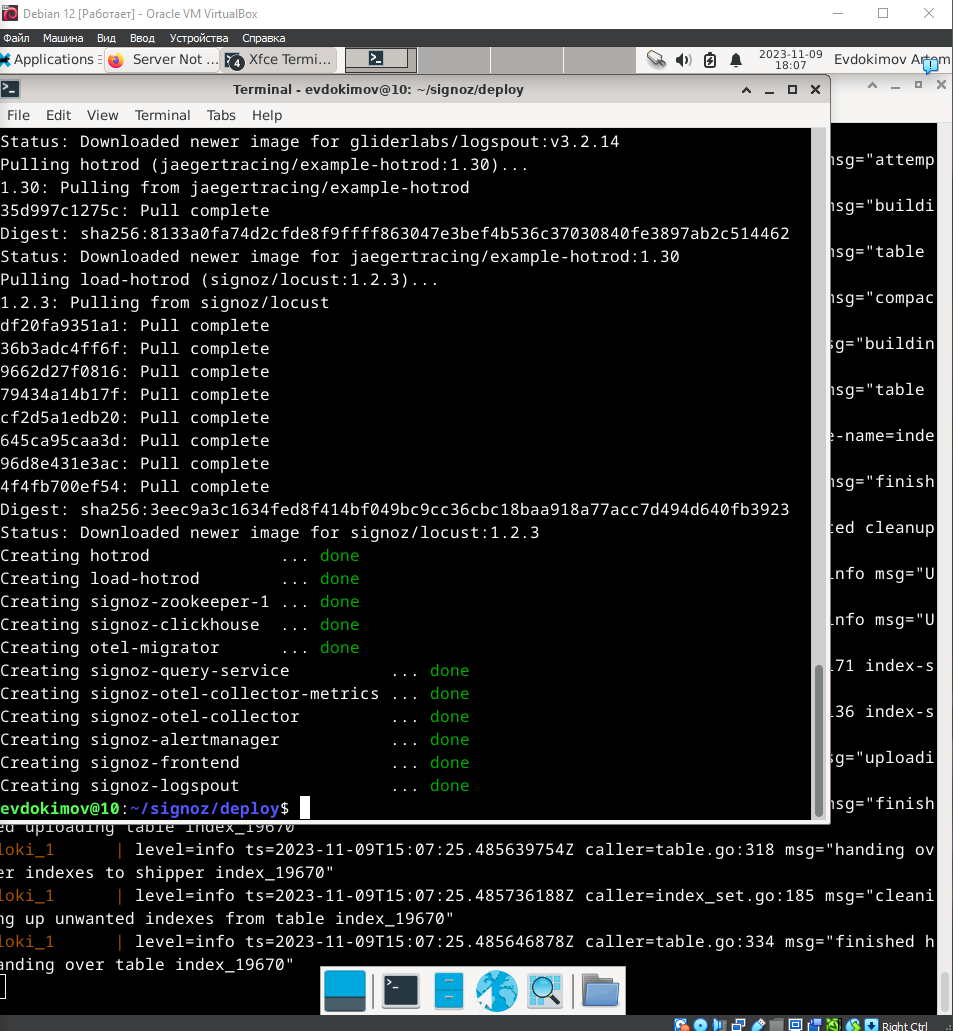 Debian 12 [Работает] - Oracle VM VirtualBox
Файл Машина Вид Ввод Устройства Справка
Applications Server Not ... 4 Xfce Termi... 2023-11-09 18:07 Evdokimov Artem
Terminal - evdokimov@10: ~/signoz/deploy
File Edit View Terminal Tabs Help
Status: Downloaded newer image for gliderlabs/logspout:v3.2.14
Pulling hotrod (jaegertracing/example-hotrod:1.30)...
1.30: Pulling from jaegertracing/example-hotrod
35d997c1275c: Pull complete
Digest: sha256:8133a0fa74d2cfde8f9ffff863047e3bef4b536c37030840fe3897ab2c514462
Status: Downloaded newer image for jaegertracing/example-hotrod:1.30
Pulling load-hotrod (signoz/locust:1.2.3)...
1.2.3: Pulling from signoz/locust
df20fa9351a1: Pull complete
36b3adc4ff6f: Pull complete
9662d27f0816: Pull complete
79434a14b17f: Pull complete
cf2d5a1edb20: Pull complete
645ca95caa3d: Pull complete
96d8e431e3ac: Pull complete
4f4fb700ef54: Pull complete
Digest: sha256:3eec9a3c1634fed8f414bf049bc9cc36cbc18baa918a77acc7d494d640fb3923
Status: Downloaded newer image for signoz/locust:1.2.3
Creating hotrod ... done
Creating load-hotrod ... done
Creating signoz-zookeeper-1 ... done
Creating signoz-clickhouse ... done
Creating otel-migrator ... done
Creating signoz-query-service ... done
Creating signoz-otel-collector-metrics ... done
Creating signoz-otel-collector ... done
Creating signoz-alertmanager ... done
Creating signoz-frontend ... done
Creating signoz-logspout ... done
evdokimov@10:~/signoz/deploy$
msg="attemp
msg="buildi
msg="table
msg="compac
sg="buildin
msg="table
e-name=inde
msg="finish
ed cleanup
info msg="U
info msg="U
171 index-s
136 index-s
msg="uploadi
msg="finish
ed uploading table index_19670"
loki_1 | level=info ts=2023-11-09T15:07:25.485639754Z caller=table.go:318 msg="handing ov
er indexes to shipper index_19670"
loki_1 | level=info ts=2023-11-09T15:07:25.485736188Z caller=index_set.go:185 msg="cleani
ng up unwanted indexes from table index_19670"
loki_1 | level=info ts=2023-11-09T15:07:25.485646878Z caller=table.go:334 msg="finished h
anding over table index_19670"
Right Ctrl